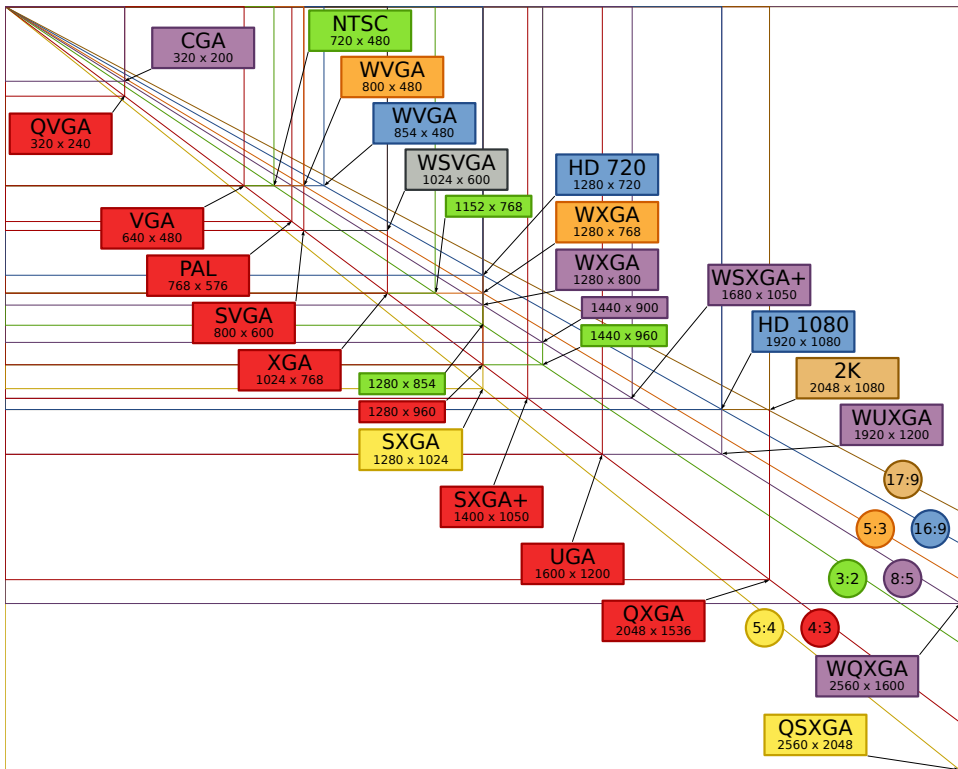 CGA
320 x 200
NTSC
720 x 480
WVGA
800 x 480
QVGA
320 x 240
WVGA
854 x 480
WSVGA
1024 x 600
HD 720
1280 x 720
1152 x 768
VGA
640 x 480
WXGA
1280 x 768
PAL
768 x 576
WXGA
1280 x 800
WSXGA+
1680 x 1050
SVGA
800 x 600
1440 x 900
HD 1080
1920 x 1080
1440 x 960
XGA
1024 x 768
2K
2048 x 1080
1280 x 854
1280 x 960
WUXGA
1920 x 1200
SXGA
1280 x 1024
17:9
SXGA+
1400 x 1050
5:3
16:9
UGA
1600 x 1200
3:2
8:5
QXGA
2048 x 1536
5:4
4:3
WQXGA
2560 x 1600
QSXGA
2560 x 2048